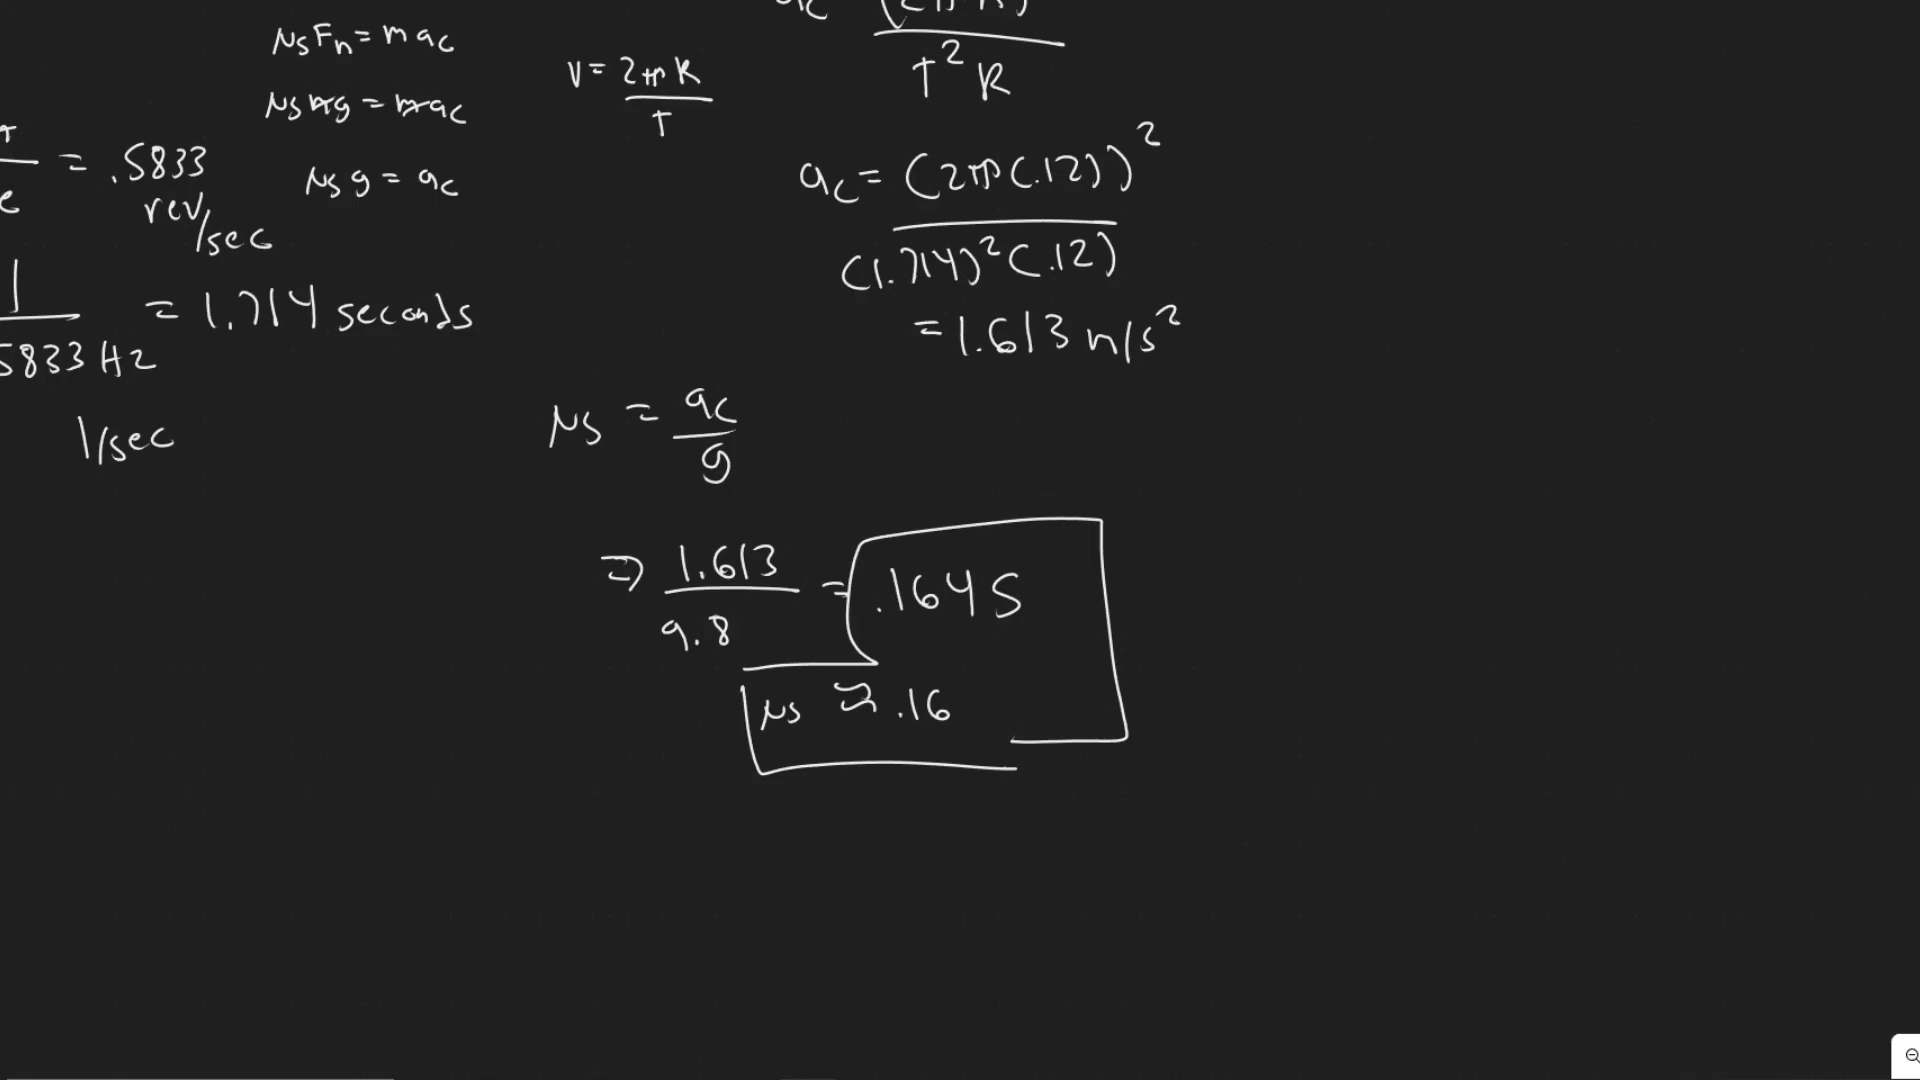 μsFn = mac
μsmg = mac
μsg = ac
= .5833
rev/sec
1
= 1.714 seconds
5833 Hz
1/sec
v = 2πR
T
T²R
ac = (2π(.12))²
(1.714)²(.12)
= 1.613 m/s²
μs = ac
g
⇒ 1.613 = .1645
9.8
μs ≈ .16